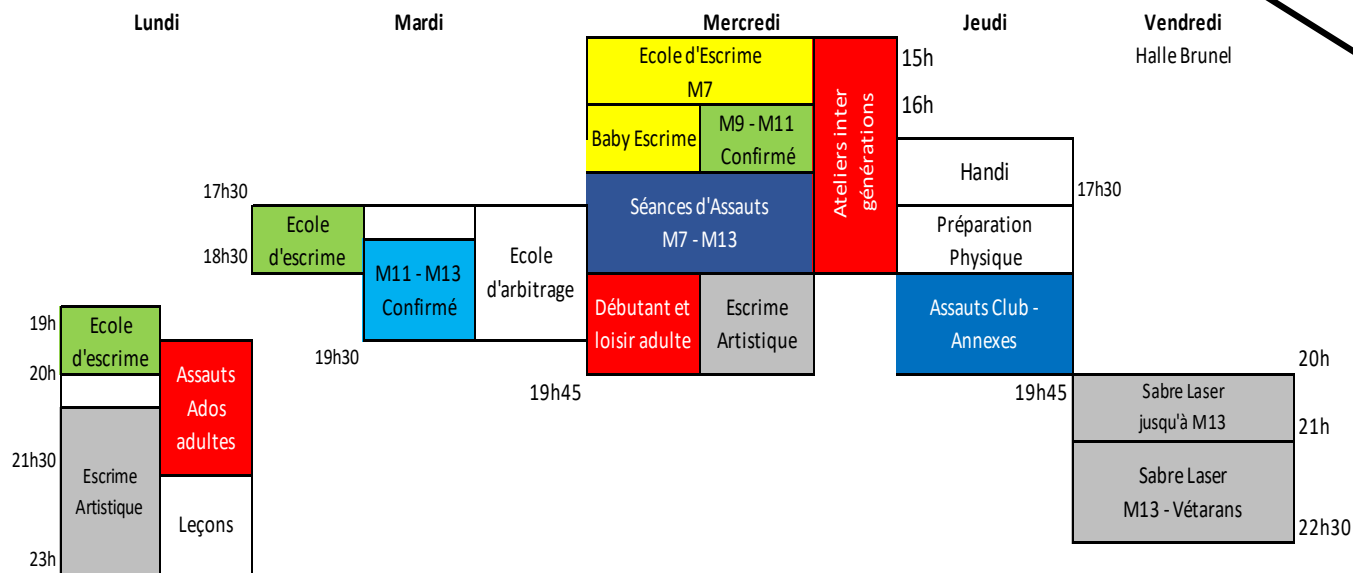 Lundi
Mardi
Mercredi
Jeudi
Vendredi
Halle Brunel
Ecole d'Escrime
M7
Baby Escrime
M9 - M11
Confirmé
Séances d'Assauts
M7 - M13
Ateliers inter
générations
15h
16h
Handi
17h30
Préparation
Physique
17h30
18h30
Ecole
d'escrime
M11 - M13
Confirmé
Ecole
d'arbitrage
19h30
19h45
Débutant et
loisir adulte
Escrime
Artistique
Assauts Club -
Annexes
19h45
19h
Ecole
d'escrime
20h
Assauts
Ados
adultes
21h30
Escrime
Artistique
Leçons
23h
20h
Sabre Laser
jusqu'à M13
21h
Sabre Laser
M13 - Vétarans
22h30